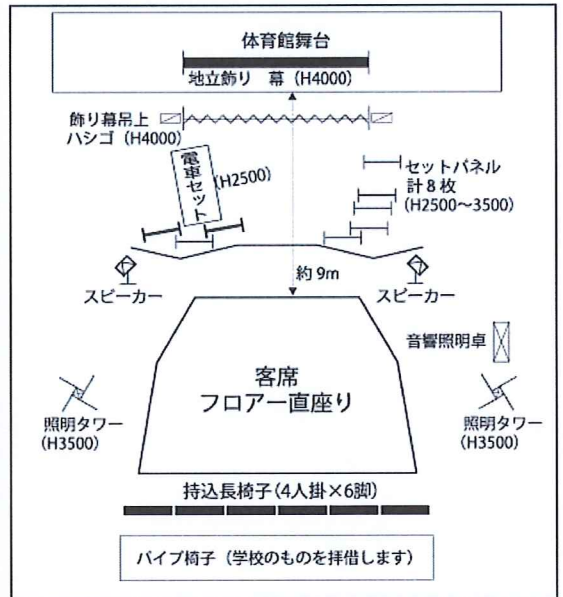 体育館舞台
地立飾り 幕(H4000)
飾り幕吊上
ハシゴ(H4000)
電車セット
(H2500)
セットパネル
計8枚
(H2500～3500)
約9m
スピーカー
スピーカー
音響照明卓
客席
フロアー直座り
照明タワー
(H3500)
照明タワー
(H3500)
持込長椅子(4人掛×6脚)
パイプ椅子(学校のものを拝借します)